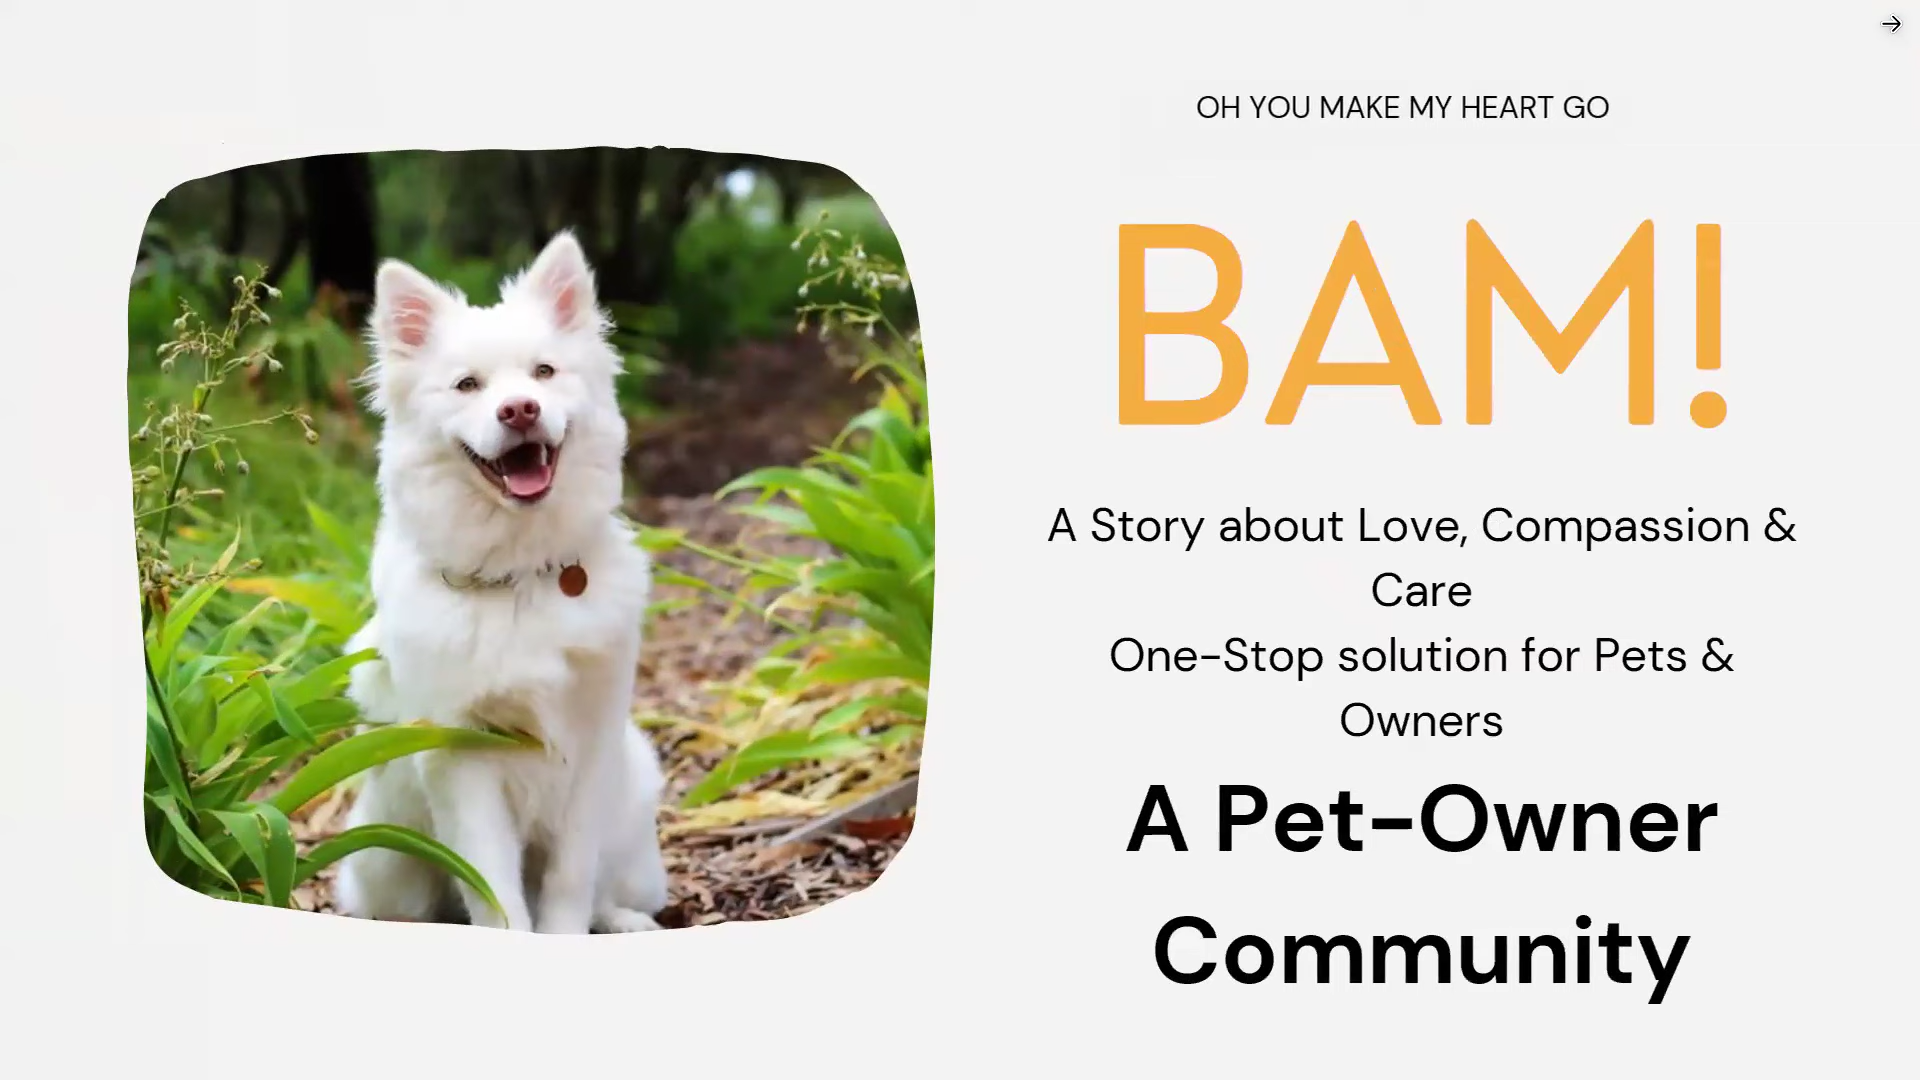 OH YOU MAKE MY HEART GO
BAM!
A Story about Love, Compassion &
Care
One-Stop solution for Pets &
Owners
A Pet-Owner
Community